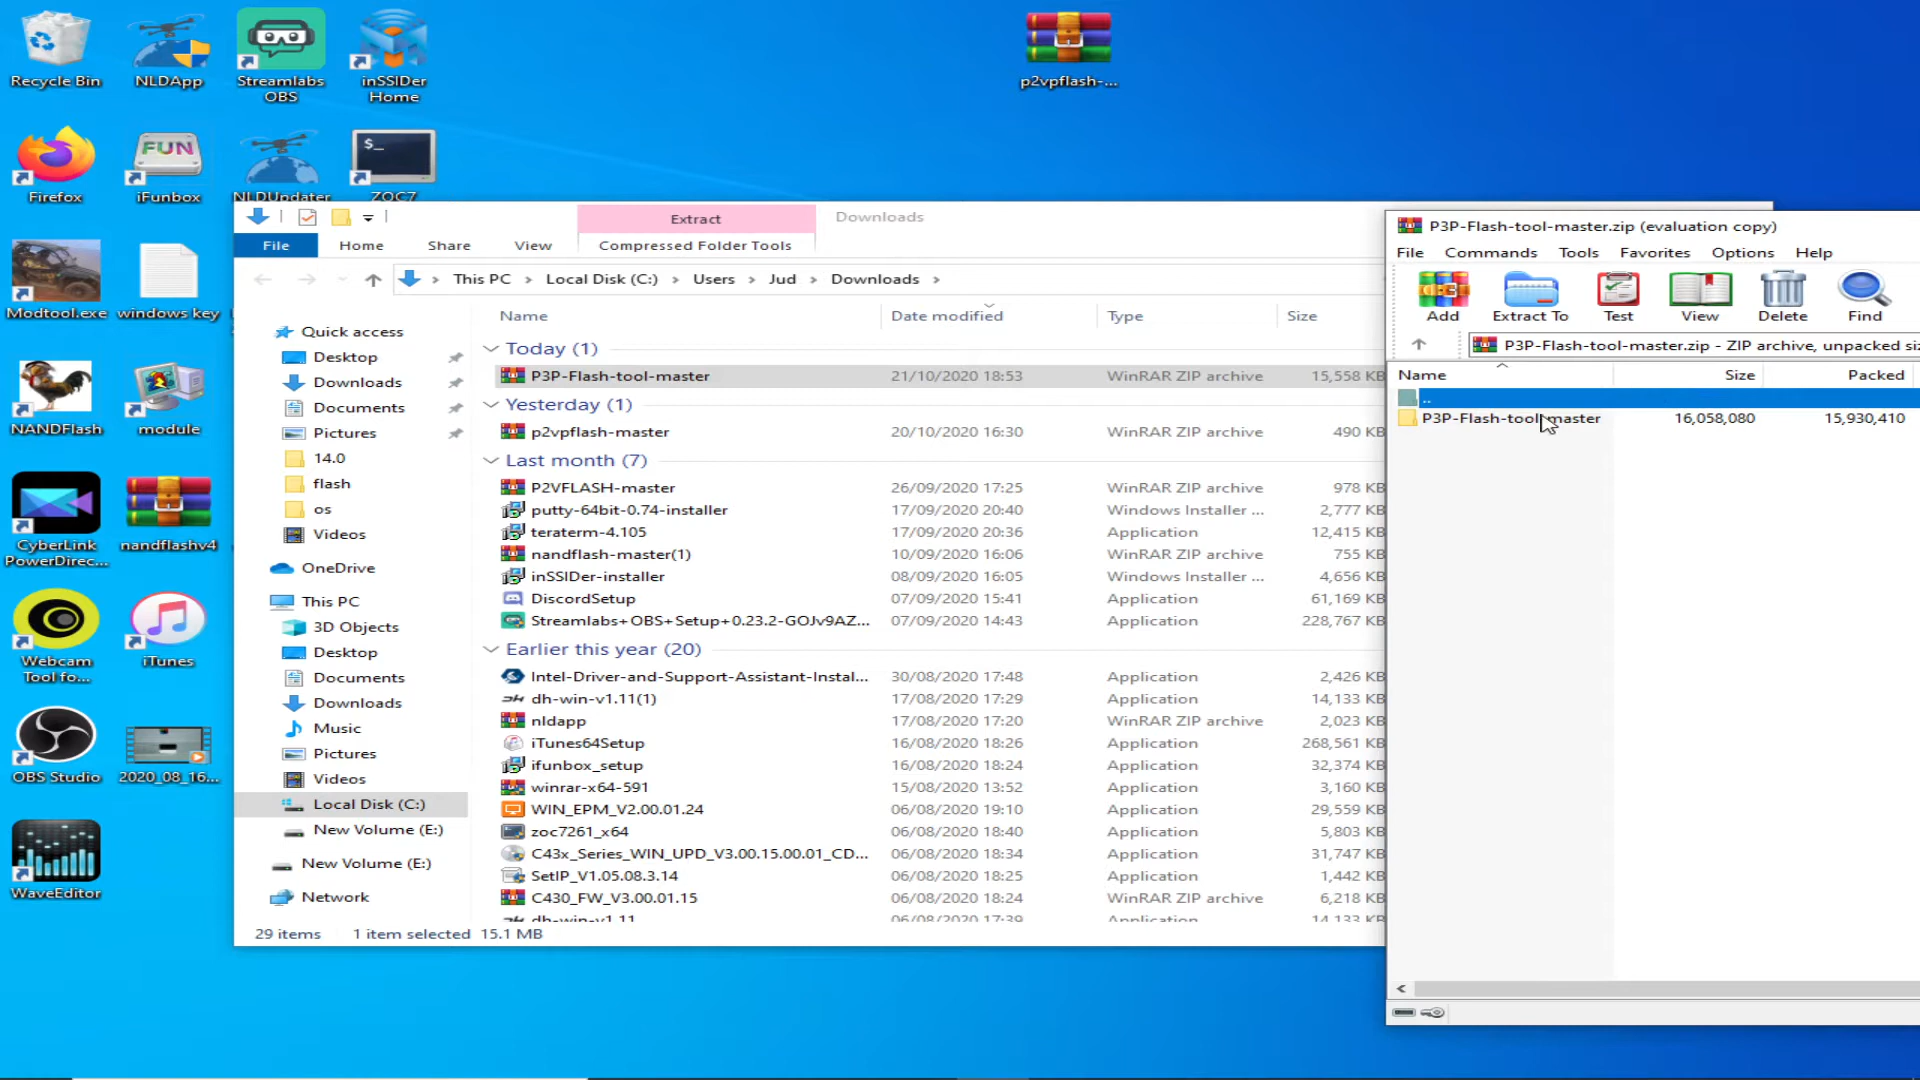 Recycle Bin
NLDApp
Streamlabs
OBS
inSSIDer
Home
p2vpflash-...
Firefox
FUN
iFunbox
NLDUpdater
$_
ZOC7
Modtool.exe
windows key
NANDFlash
module
CyberLink
PowerDirec...
nandflashv4
Webcam
Tool fo...
iTunes
OBS Studio
2020_08_16...
WaveEditor
Extract
Downloads
File
Home
Share
View
Compressed Folder Tools
This PC > Local Disk (C:) > Users > Jud > Downloads >
Quick access
Desktop
Downloads
Documents
Pictures
14.0
flash
os
Videos
OneDrive
This PC
3D Objects
Desktop
Documents
Downloads
Music
Pictures
Videos
Local Disk (C:)
New Volume (E:)
New Volume (E:)
Network
Name Date modified Type Size
Today (1)
P3P-Flash-tool-master 21/10/2020 18:53 WinRAR ZIP archive 15,558 KB
Yesterday (1)
p2vpflash-master 20/10/2020 16:30 WinRAR ZIP archive 490 KB
Last month (7)
P2VFLASH-master 26/09/2020 17:25 WinRAR ZIP archive 978 KB
putty-64bit-0.74-installer 17/09/2020 20:40 Windows Installer ... 2,777 KB
teraterm-4.105 17/09/2020 20:36 Application 12,415 KB
nandflash-master(1) 10/09/2020 16:06 WinRAR ZIP archive 755 KB
inSSIDer-installer 08/09/2020 16:05 Windows Installer ... 4,656 KB
DiscordSetup 07/09/2020 15:41 Application 61,169 KB
Streamlabs+OBS+Setup+0.23.2-GOJv9AZ... 07/09/2020 14:43 Application 228,767 KB
Earlier this year (20)
Intel-Driver-and-Support-Assistant-Instal... 30/08/2020 17:48 Application 2,426 KB
dh-win-v1.11(1) 17/08/2020 17:29 Application 14,133 KB
nldapp 17/08/2020 17:20 WinRAR ZIP archive 2,023 KB
iTunes64Setup 16/08/2020 18:26 Application 268,561 KB
ifunbox_setup 16/08/2020 18:24 Application 32,374 KB
winrar-x64-591 15/08/2020 13:52 Application 3,160 KB
WIN_EPM_V2.00.01.24 06/08/2020 19:10 Application 29,559 KB
zoc7261_x64 06/08/2020 18:40 Application 5,803 KB
C43x_Series_WIN_UPD_V3.00.15.00.01_CD... 06/08/2020 18:34 Application 31,747 KB
SetIP_V1.05.08.3.14 06/08/2020 18:25 Application 1,442 KB
C430_FW_V3.00.01.15 06/08/2020 18:24 WinRAR ZIP archive 6,218 KB
dh-win-v1.11 06/08/2020 17:39 Application 14,133 KB
29 items 1 item selected 15.1 MB
P3P-Flash-tool-master.zip (evaluation copy)
File Commands Tools Favorites Options Help
Add Extract To Test View Delete Find
P3P-Flash-tool-master.zip - ZIP archive, unpacked siz
Name Size Packed
..
P3P-Flash-tool-master 16,058,080 15,930,410